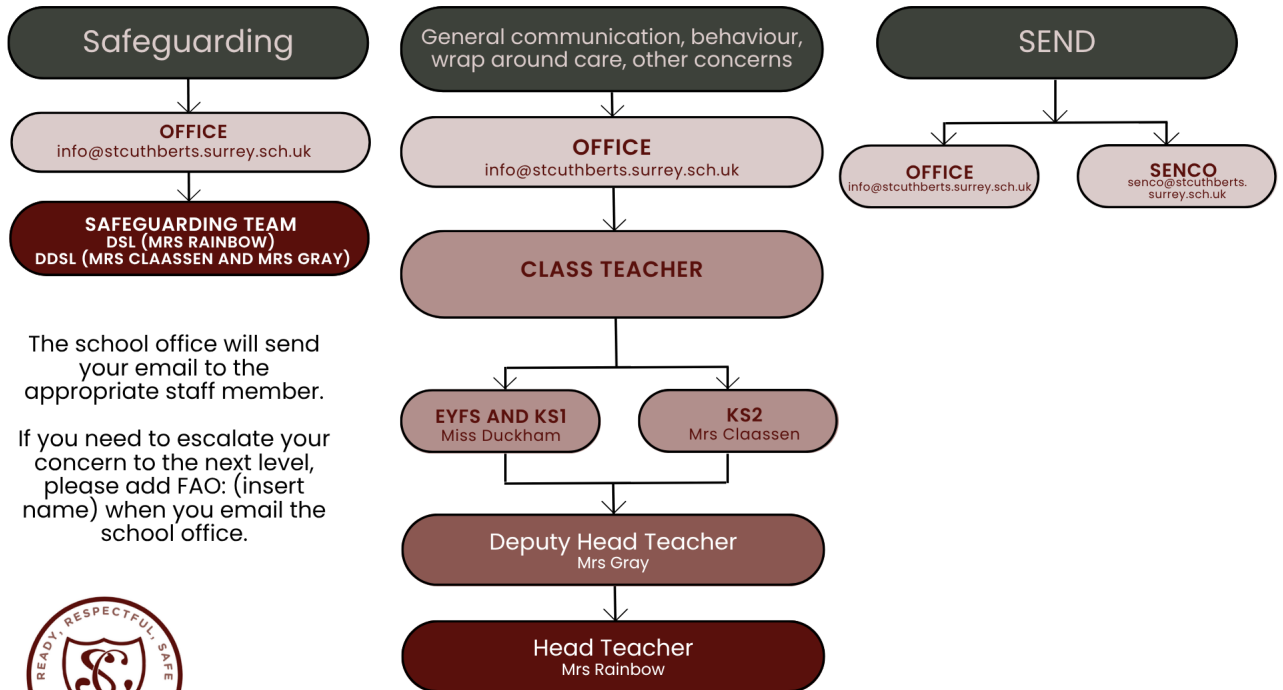 Safeguarding
OFFICE
info@stcuthberts.surrey.sch.uk
SAFEGUARDING TEAM
DSL (MRS RAINBOW)
DDSL (MRS CLAASSEN AND MRS GRAY)
The school office will send
your email to the
appropriate staff member.
If you need to escalate your
concern to the next level,
please add FAO: (insert
name) when you email the
school office.
READY, RESPECTFUL, SAFE
General communication, behaviour,
wrap around care, other concerns
OFFICE
info@stcuthberts.surrey.sch.uk
CLASS TEACHER
EYFS AND KS1
Miss Duckham
KS2
Mrs Claassen
Deputy Head Teacher
Mrs Gray
Head Teacher
Mrs Rainbow
SEND
OFFICE
info@stcuthberts.surrey.sch.uk
SENCO
senco@stcuthberts.
surrey.sch.uk